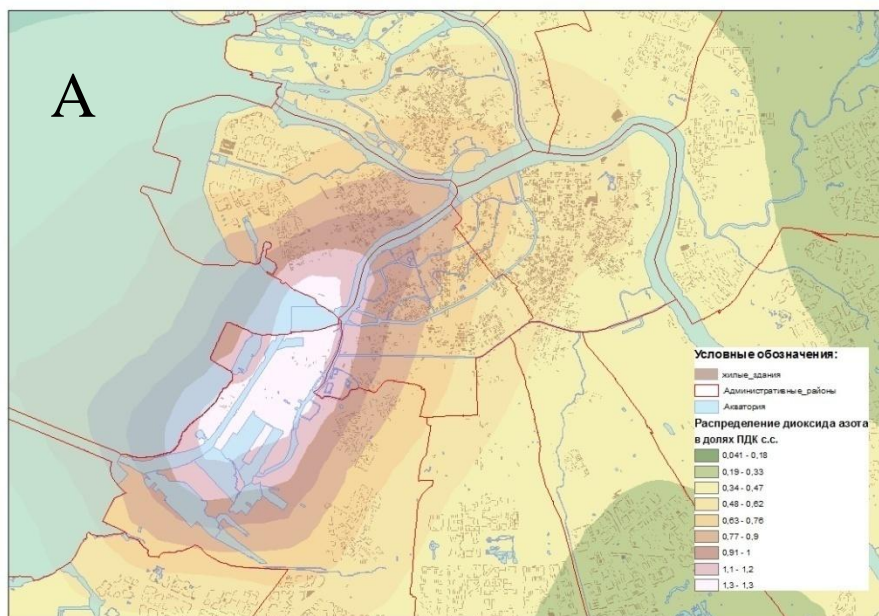 А
Условные обозначения:
жилые_здания
Административные_районы
Акватория
Распределение диоксида азота
в долях ПДК с.с.
0,041 - 0,18
0,19 - 0,33
0,34 - 0,47
0,48 - 0,62
0,63 - 0,76
0,77 - 0,9
0,91 - 1
1,1 - 1,2
1,3 - 1,3